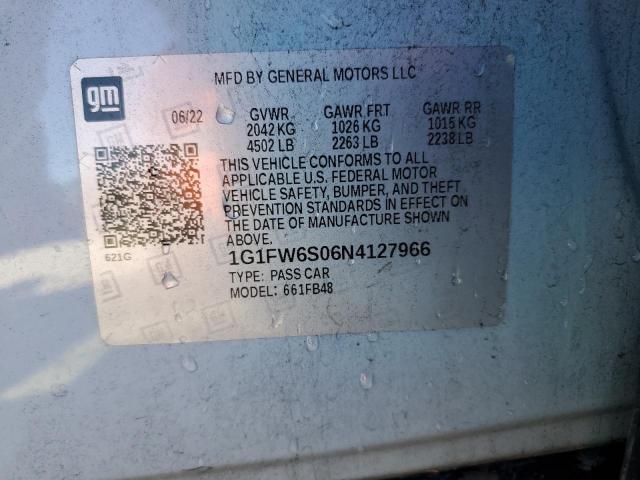 gm
MFD BY GENERAL MOTORS LLC
06/22 GVWR GAWR FRT GAWR RR
2042 KG 1026 KG 1015 KG
4502 LB 2263 LB 2238 LB
THIS VEHICLE CONFORMS TO ALL
APPLICABLE U.S. FEDERAL MOTOR
VEHICLE SAFETY, BUMPER, AND THEFT
PREVENTION STANDARDS IN EFFECT ON
THE DATE OF MANUFACTURE SHOWN
ABOVE.
621G
1G1FW6S06N4127966
TYPE: PASS CAR
MODEL: 661FB48